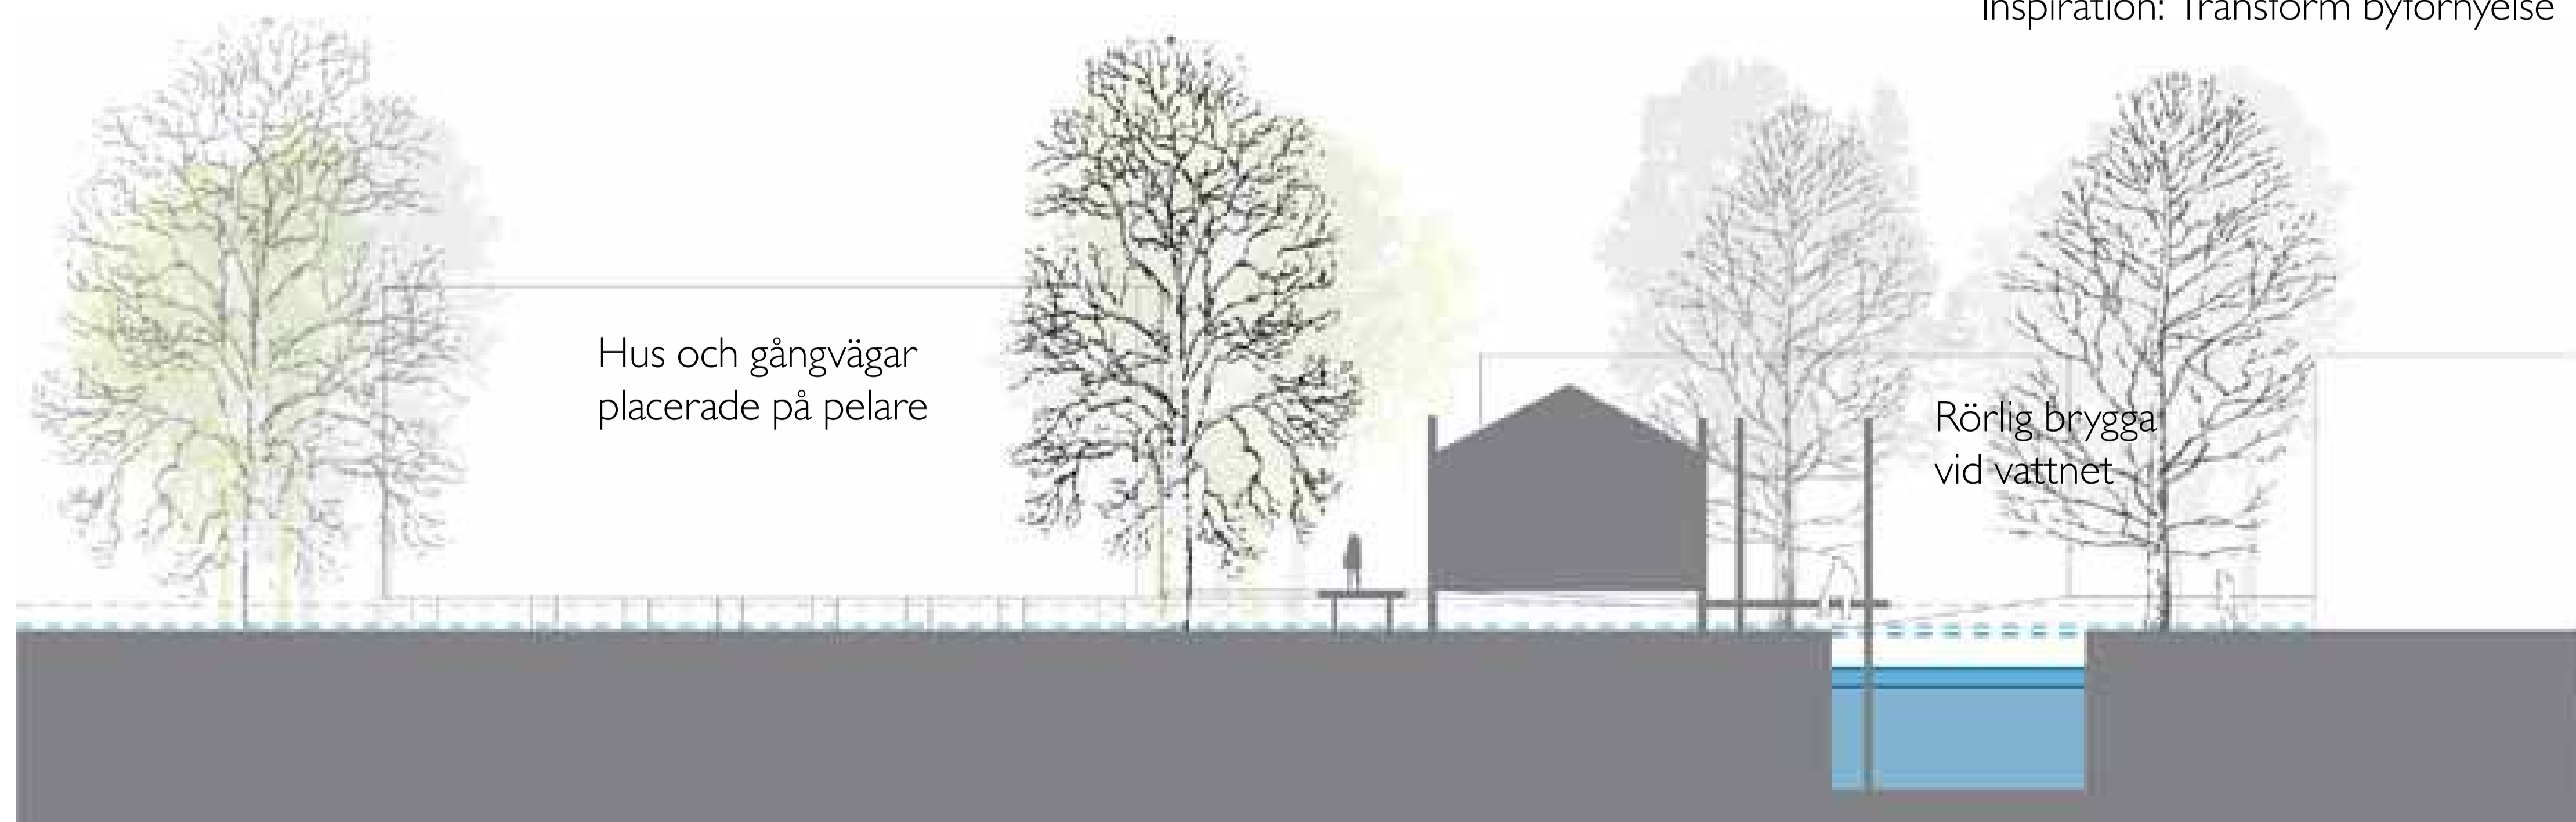 Inspiration: Transform byfornyelse
Hus och gångvägar
placerade på pelare
Rörlig brygga
vid vattnet